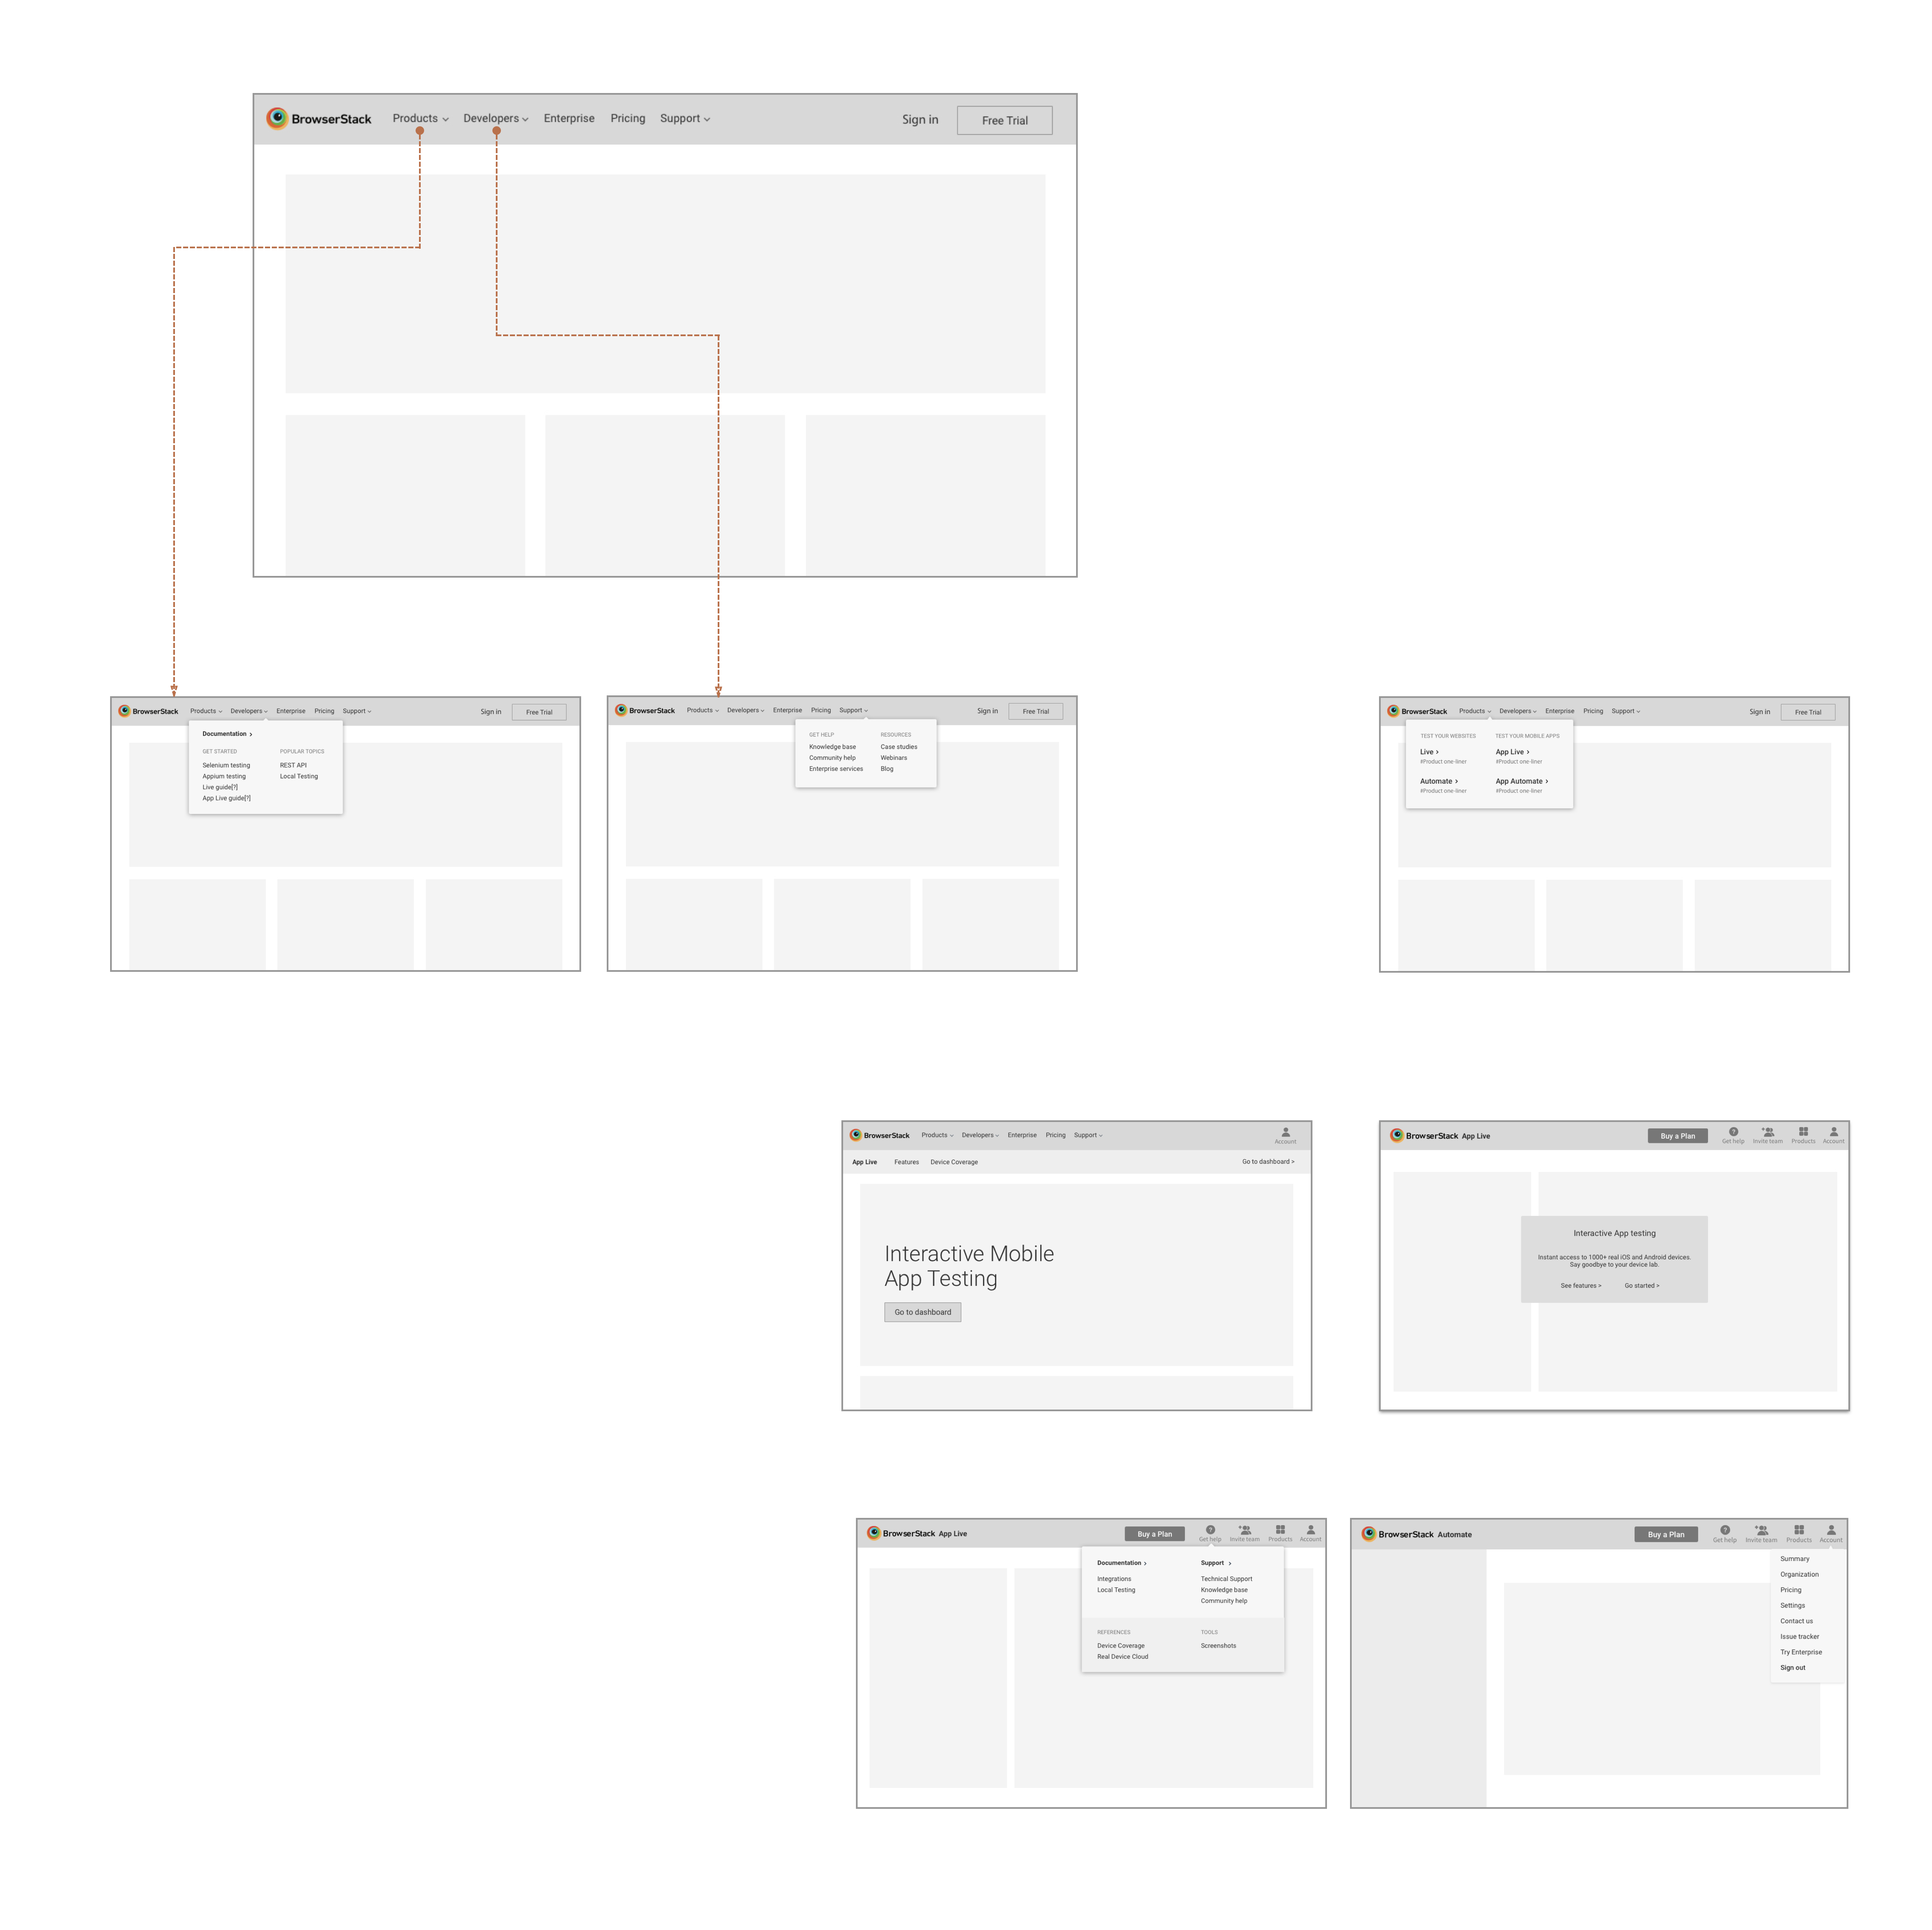 BrowserStack Products Developers Enterprise Pricing Support Sign in Free Trial
BrowserStack Products Developers Enterprise Pricing Support Sign in Free Trial
Documentation >
GET STARTED POPULAR TOPICS
Selenium testing REST API
Appium testing Local Testing
Live guide[?]
App Live guide[?]
BrowserStack Products Developers Enterprise Pricing Support Sign in Free Trial
GET HELP RESOURCES
Knowledge base Case studies
Community help Webinars
Enterprise services Blog
BrowserStack Products Developers Enterprise Pricing Support Sign in Free Trial
TEST YOUR WEBSITES TEST YOUR MOBILE APPS
Live > App Live >
#Product one-liner #Product one-liner
Automate > App Automate >
#Product one-liner #Product one-liner
BrowserStack Products Developers Enterprise Pricing Support Account
App Live Features Device Coverage Go to dashboard >
Interactive Mobile
App Testing
Go to dashboard
BrowserStack App Live Buy a Plan Get help Invite team Products Account
Interactive App testing
Instant access to 1000+ real iOS and Android devices.
Say goodbye to your device lab.
See features > Go started >
BrowserStack App Live Buy a Plan Get help Invite team Products Account
Documentation > Support >
Integrations Technical Support
Local Testing Knowledge base
Community help
REFERENCES TOOLS
Device Coverage Screenshots
Real Device Cloud
BrowserStack Automate Buy a Plan Get help Invite team Products Account
Summary
Organization
Pricing
Settings
Contact us
Issue tracker
Try Enterprise
Sign out